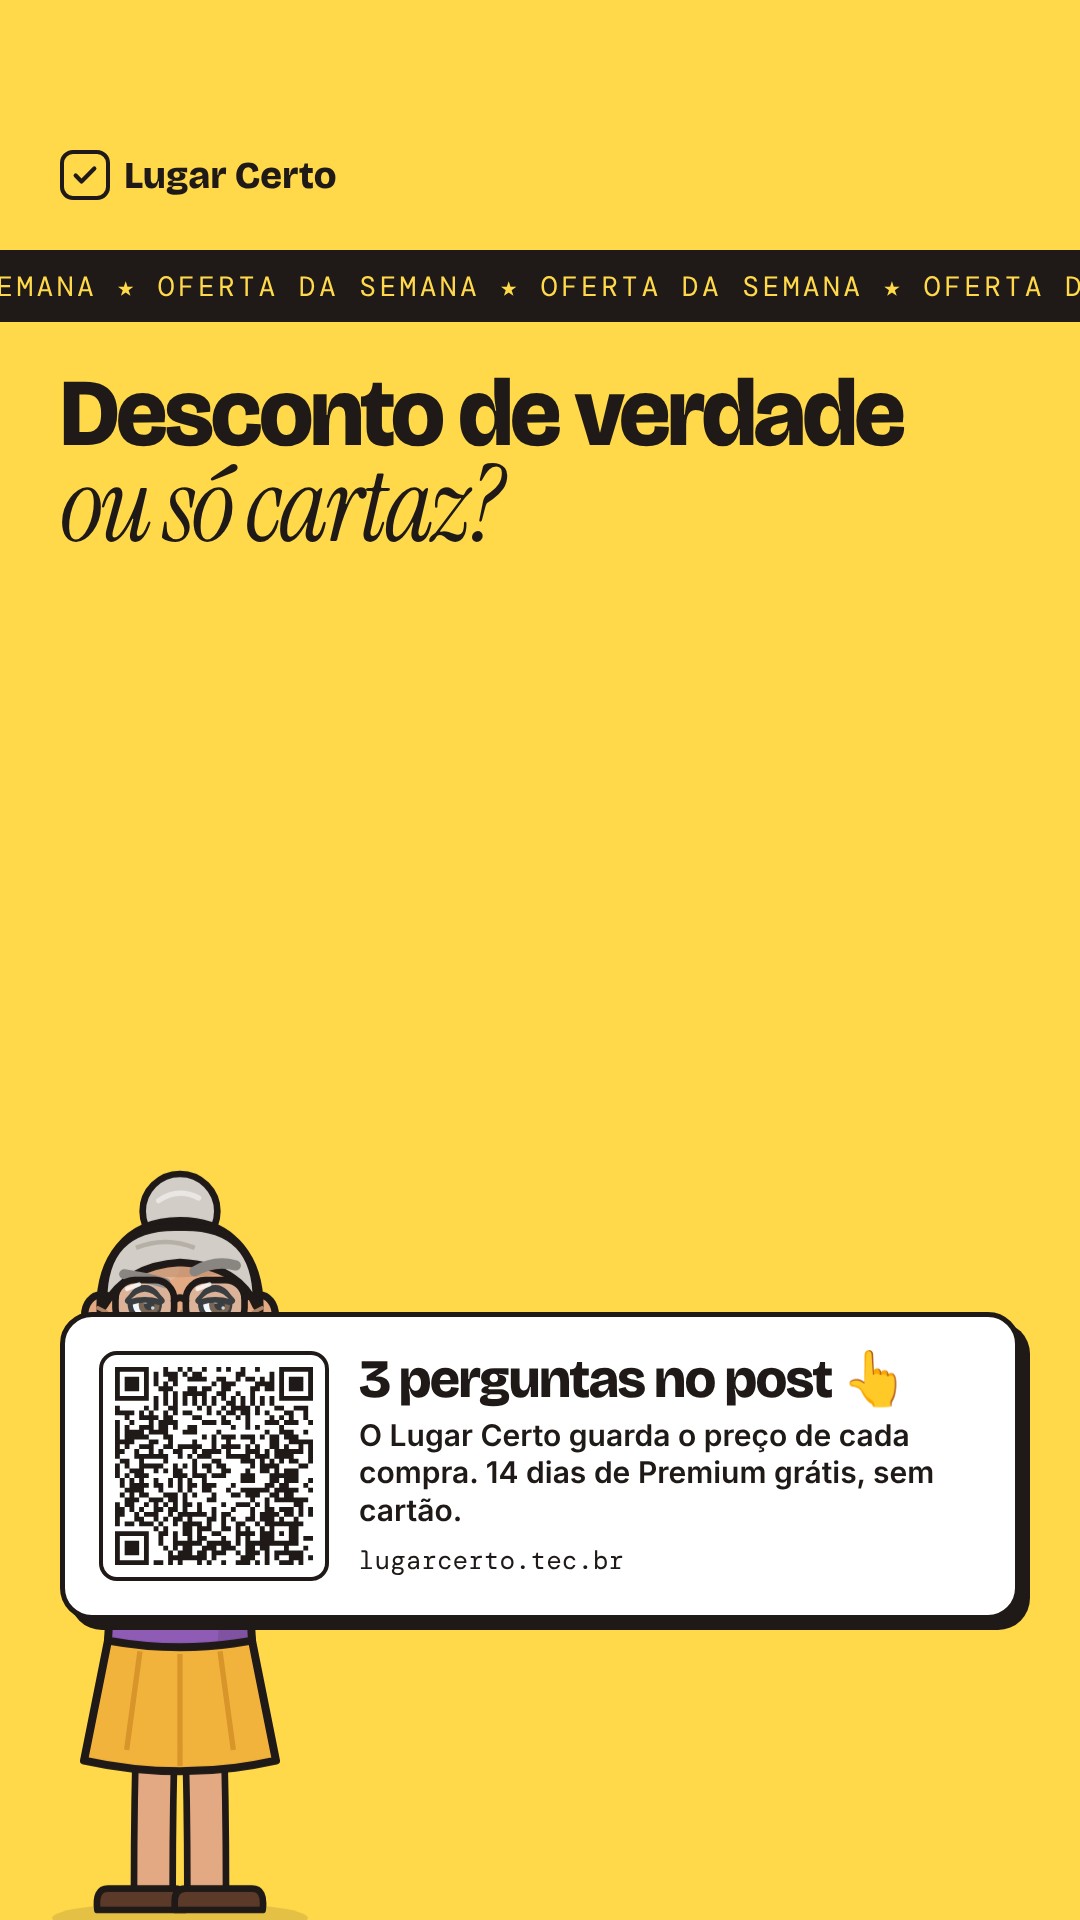 Lugar Certo
EMANA ★ OFERTA DA SEMANA ★ OFERTA DA SEMANA ★ OFERTA D
Desconto de verdade
ou só cartaz?
3 perguntas no post 👆
O Lugar Certo guarda o preço de cada
compra. 14 dias de Premium grátis, sem
cartão.
lugarcerto.tec.br